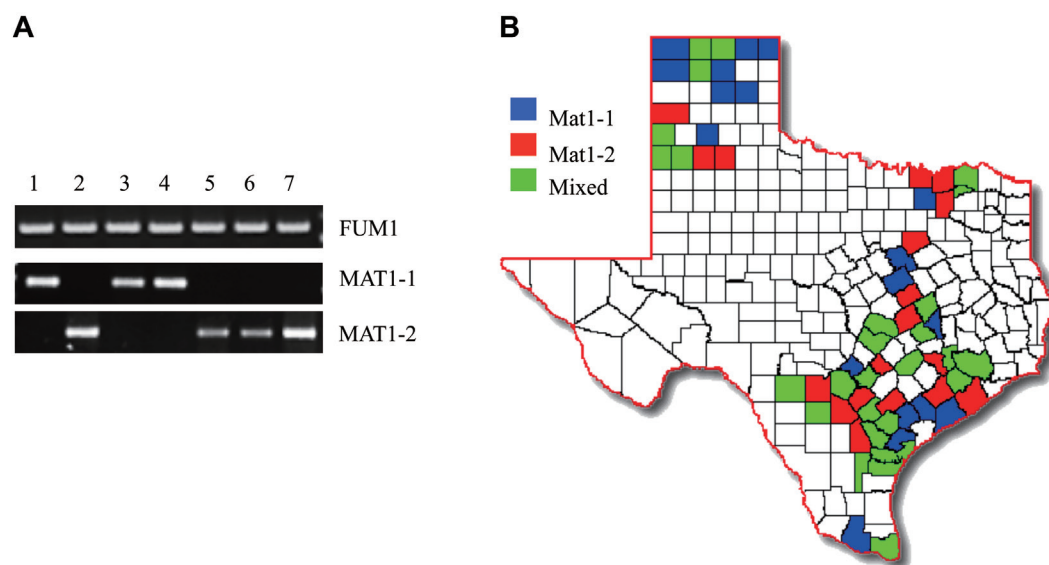 A
1 2 3 4 5 6 7
FUM1
MAT1-1
MAT1-2
B
Mat1-1
Mat1-2
Mixed